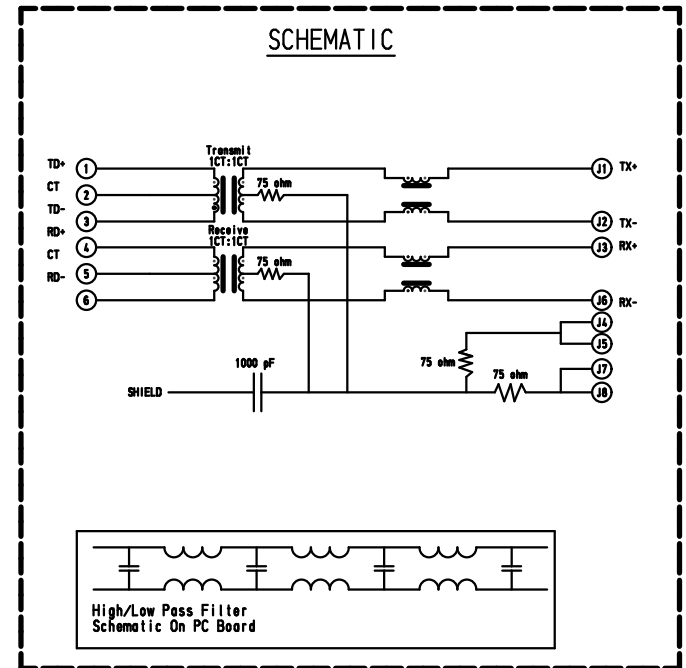 SCHEMATIC
Transmit
1CT:1CT
TD+
1
75 ohm
J1
TX+
CT
2
TD-
3
J2
TX-
RD+
Receive
1CT:1CT
4
75 ohm
J3
RX+
CT
5
RD-
6
J6
RX-
J4
J5
1000 pF
75 ohm
75 ohm
J7
SHIELD
J8
High/Low Pass Filter
Schematic On PC Board